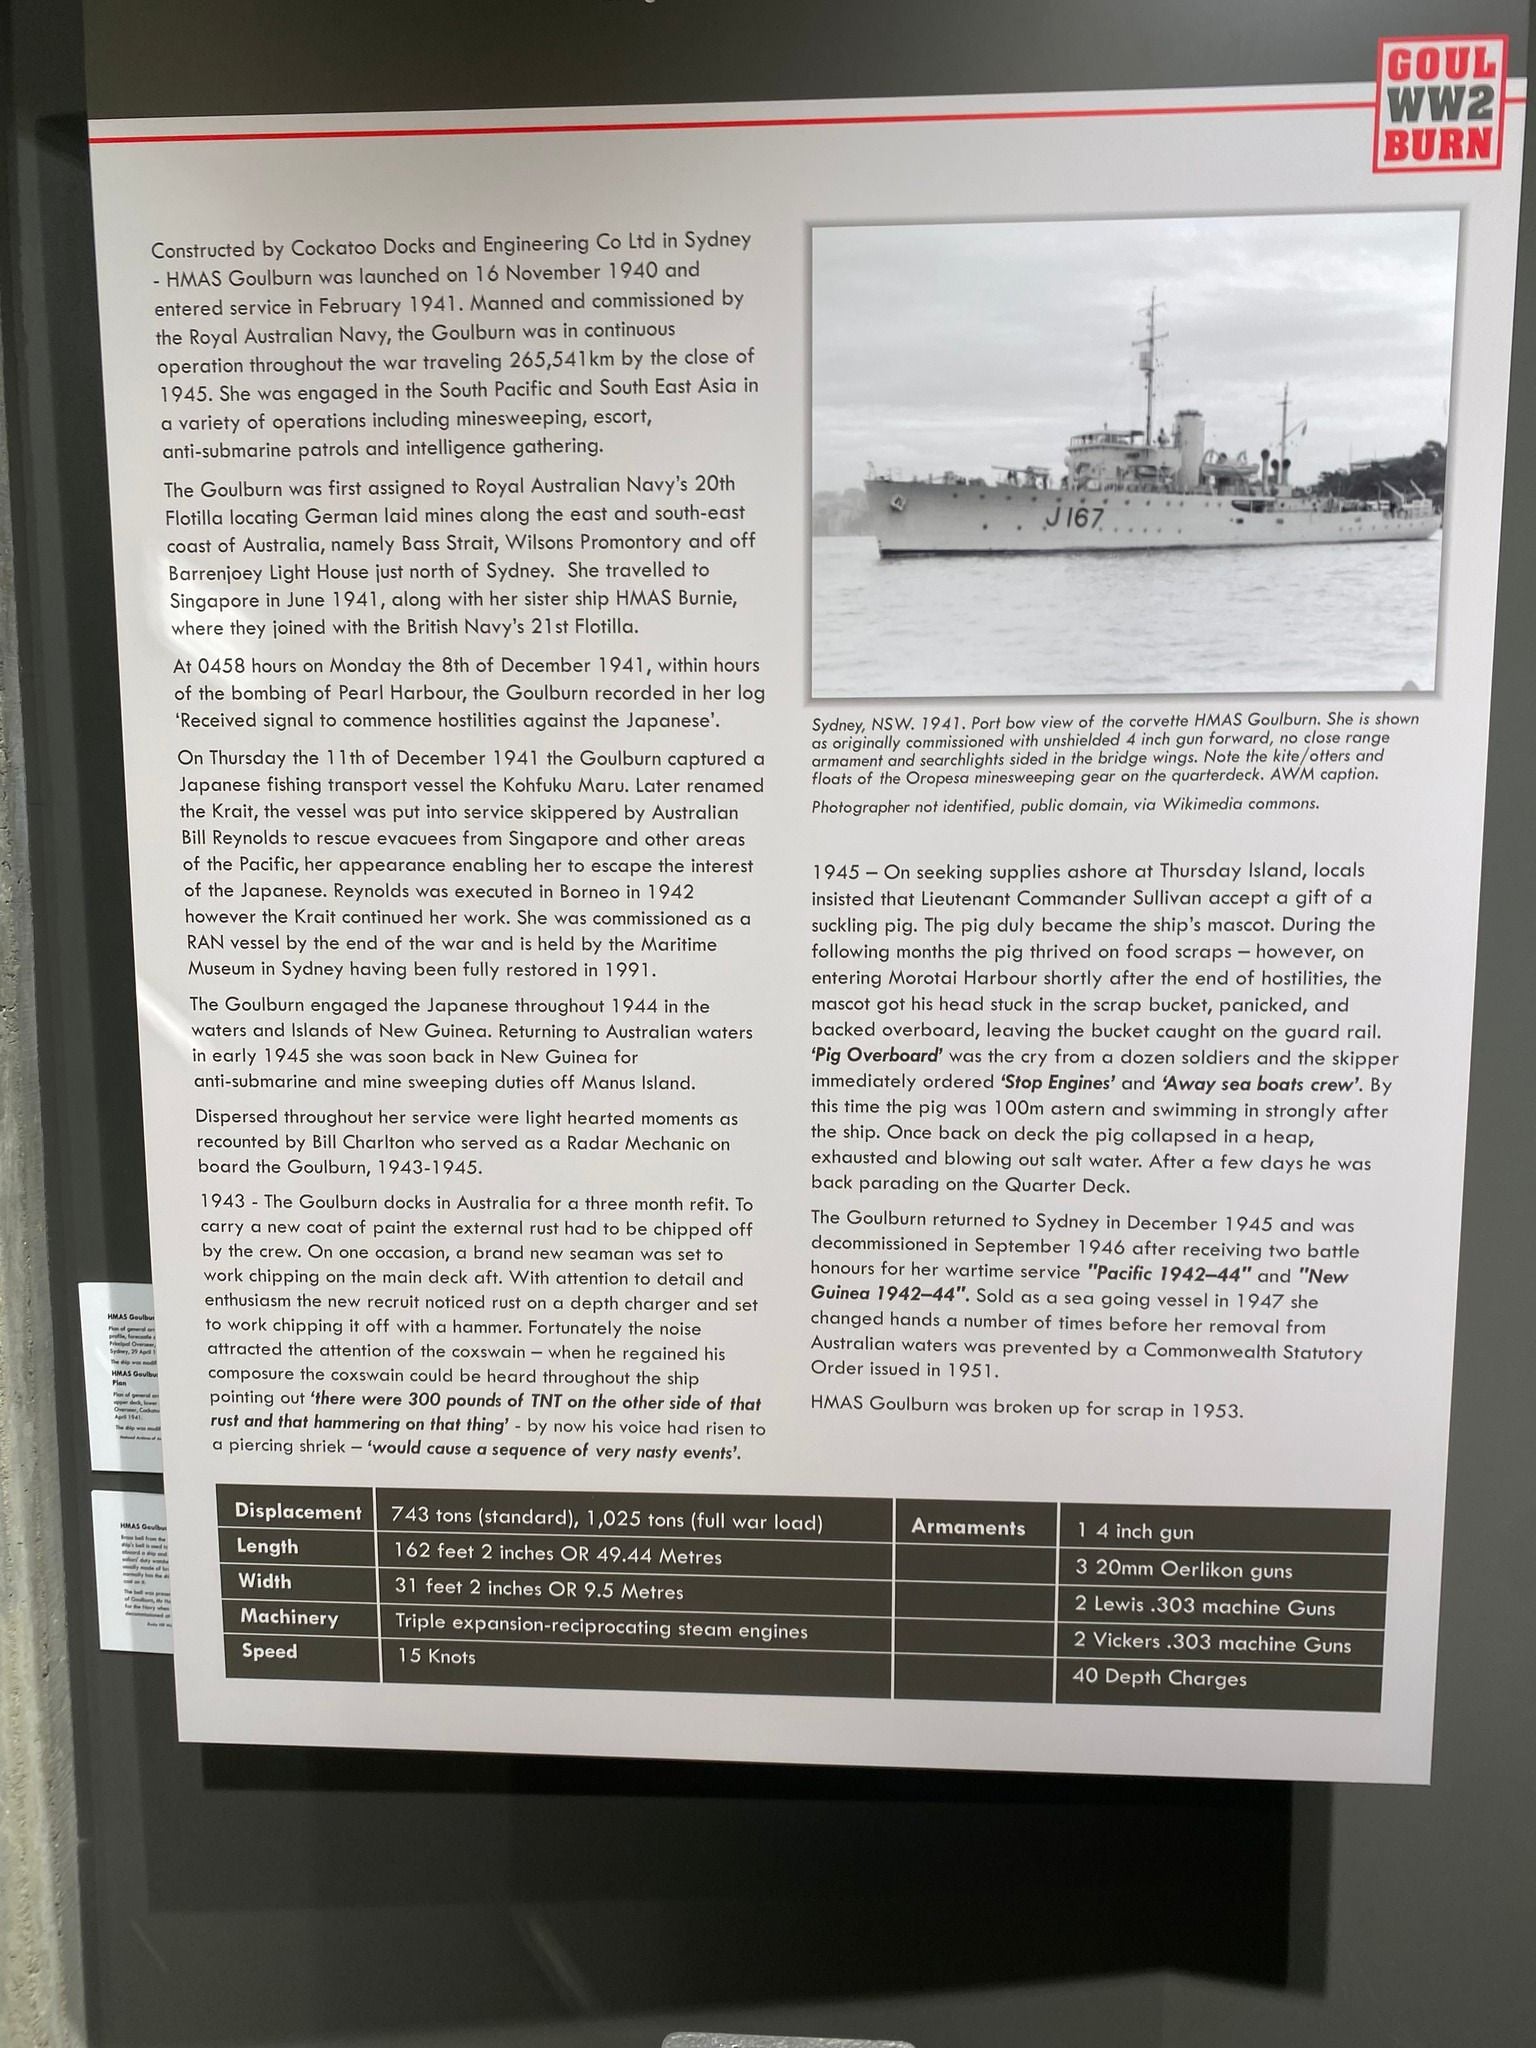 GOUL
WW2
BURN
Constructed by Cockatoo Docks and Engineering Co Ltd in Sydney
- HMAS Goulburn was launched on 16 November 1940 and
entered service in February 1941. Manned and commissioned by
the Royal Australian Navy, the Goulburn was in continuous
operation throughout the war traveling 265,541km by the close of
1945. She was engaged in the South Pacific and South East Asia in
a variety of operations including minesweeping, escort,
anti-submarine patrols and intelligence gathering.
The Goulburn was first assigned to Royal Australian Navy's 20th
Flotilla locating German laid mines along the east and south-east
coast of Australia, namely Bass Strait, Wilsons Promontory and off
Barrenjoey Light House just north of Sydney. She travelled to
Singapore in June 1941, along with her sister ship HMAS Burnie,
where they joined with the British Navy's 21st Flotilla.
At 0458 hours on Monday the 8th of December 1941, within hours
of the bombing of Pearl Harbour, the Goulburn recorded in her log
'Received signal to commence hostilities against the Japanese'.
On Thursday the 11th of December 1941 the Goulburn captured a
Japanese fishing transport vessel the Kohfuku Maru. Later renamed
the Krait, the vessel was put into service skippered by Australian
Bill Reynolds to rescue evacuees from Singapore and other areas
of the Pacific, her appearance enabling her to escape the interest
of the Japanese. Reynolds was executed in Borneo in 1942
however the Krait continued her work. She was commissioned as a
RAN vessel by the end of the war and is held by the Maritime
Museum in Sydney having been fully restored in 1991.
The Goulburn engaged the Japanese throughout 1944 in the
waters and Islands of New Guinea. Returning to Australian waters
in early 1945 she was soon back in New Guinea for
anti-submarine and mine sweeping duties off Manus Island.
Dispersed throughout her service were light hearted moments as
recounted by Bill Charlton who served as a Radar Mechanic on
board the Goulburn, 1943-1945.
1943 - The Goulburn docks in Australia for a three month refit. To
carry a new coat of paint the external rust had to be chipped off
by the crew. On one occasion, a brand new seaman was set to
work chipping on the main deck aft. With attention to detail and
enthusiasm the new recruit noticed rust on a depth charger and set
to work chipping it off with a hammer. Fortunately the noise
attracted the attention of the coxswain – when he regained his
composure the coxswain could be heard throughout the ship
pointing out 'there were 300 pounds of TNT on the other side of that
rust and that hammering on that thing' - by now his voice had risen to
a piercing shriek – 'would cause a sequence of very nasty events'.
J167
Sydney, NSW. 1941. Port bow view of the corvette HMAS Goulburn. She is shown
as originally commissioned with unshielded 4 inch gun forward, no close range
armament and searchlights sided in the bridge wings. Note the kite/otters and
floats of the Oropesa minesweeping gear on the quarterdeck. AWM caption.
Photographer not identified, public domain, via Wikimedia commons.
1945 – On seeking supplies ashore at Thursday Island, locals
insisted that Lieutenant Commander Sullivan accept a gift of a
suckling pig. The pig duly became the ship's mascot. During the
following months the pig thrived on food scraps – however, on
entering Morotai Harbour shortly after the end of hostilities, the
mascot got his head stuck in the scrap bucket, panicked, and
backed overboard, leaving the bucket caught on the guard rail.
'Pig Overboard' was the cry from a dozen soldiers and the skipper
immediately ordered 'Stop Engines' and 'Away sea boats crew'. By
this time the pig was 100m astern and swimming in strongly after
the ship. Once back on deck the pig collapsed in a heap,
exhausted and blowing out salt water. After a few days he was
back parading on the Quarter Deck.
The Goulburn returned to Sydney in December 1945 and was
decommissioned in September 1946 after receiving two battle
honours for her wartime service "Pacific 1942–44" and "New
Guinea 1942–44". Sold as a sea going vessel in 1947 she
changed hands a number of times before her removal from
Australian waters was prevented by a Commonwealth Statutory
Order issued in 1951.
HMAS Goulburn was broken up for scrap in 1953.
Displacement 743 tons (standard), 1,025 tons (full war load)
Length 162 feet 2 inches OR 49.44 Metres
Width 31 feet 2 inches OR 9.5 Metres
Machinery Triple expansion-reciprocating steam engines
Speed 15 Knots
Armaments 1 4 inch gun
3 20mm Oerlikon guns
2 Lewis .303 machine Guns
2 Vickers .303 machine Guns
40 Depth Charges
HMAS Goulbur
HMAS Goulbu
Plan
HMAS Goulbu